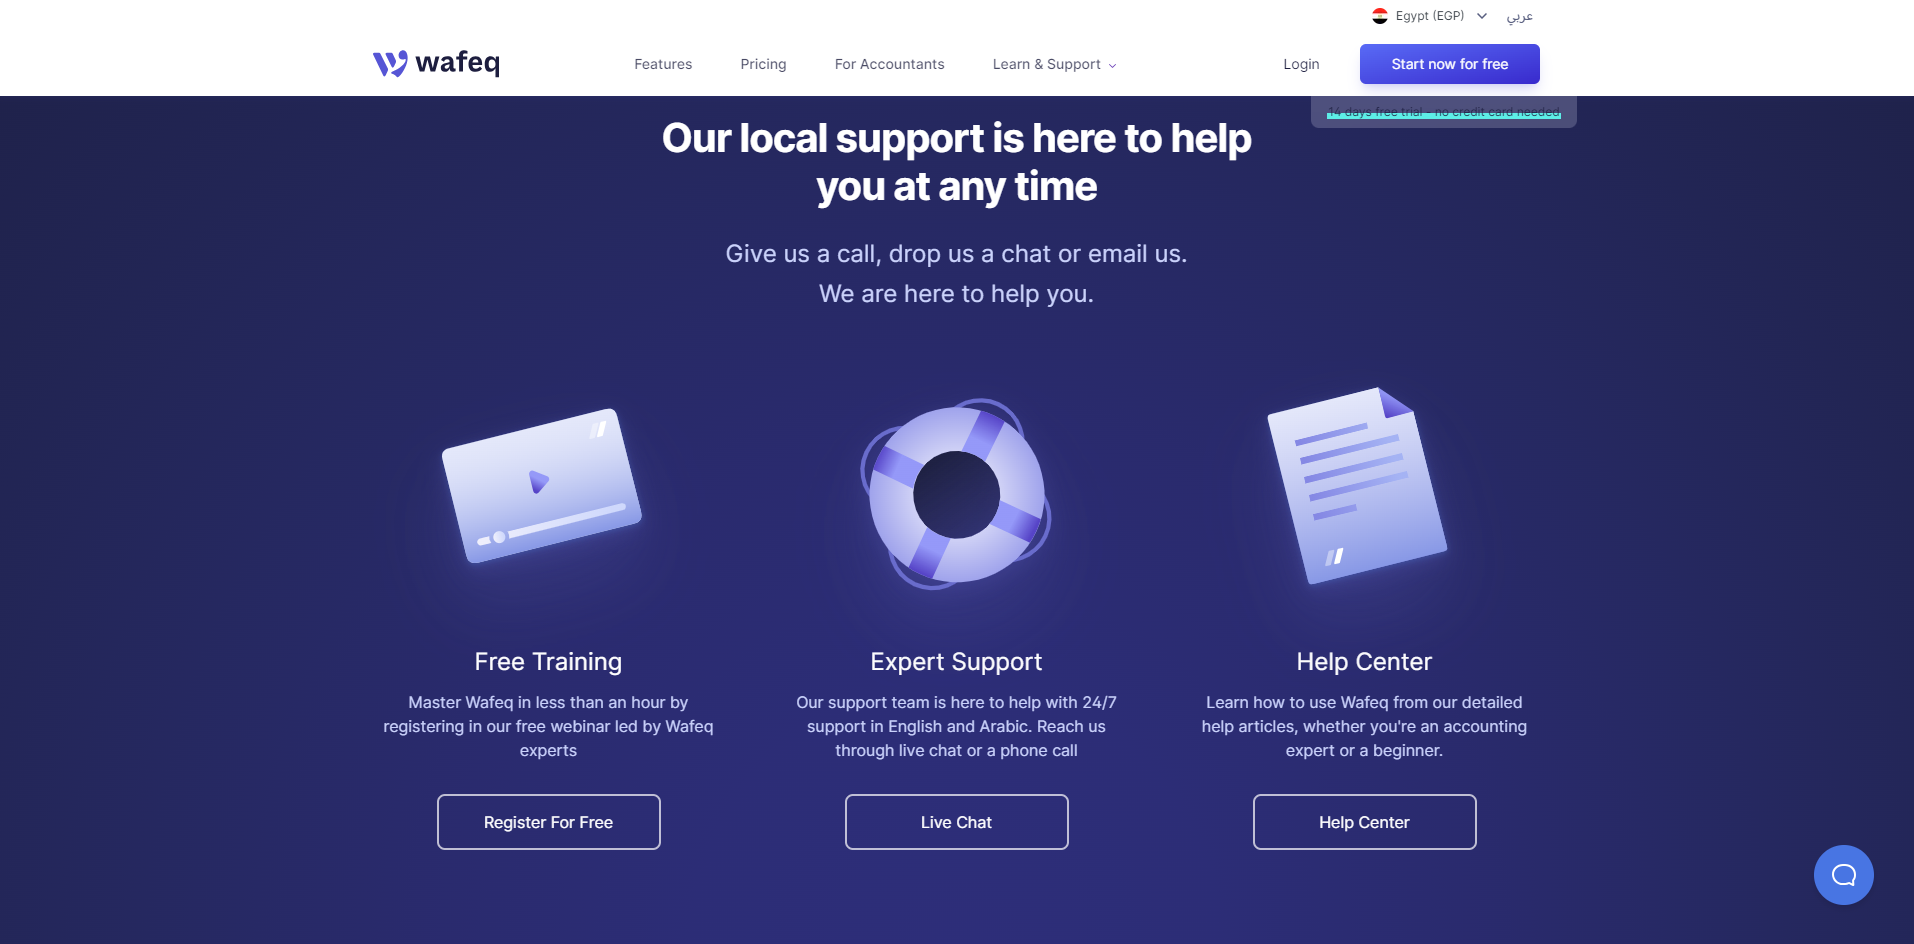 Egypt (EGP)
عربي
wafeq
Features
Pricing
For Accountants
Learn & Support
Login
Start now for free
14 days free trial - no credit card needed
Our local support is here to help
you at any time
Give us a call, drop us a chat or email us.
We are here to help you.
Free Training
Master Wafeq in less than an hour by
registering in our free webinar led by Wafeq
experts
Register For Free
Expert Support
Our support team is here to help with 24/7
support in English and Arabic. Reach us
through live chat or a phone call
Live Chat
Help Center
Learn how to use Wafeq from our detailed
help articles, whether you're an accounting
expert or a beginner.
Help Center